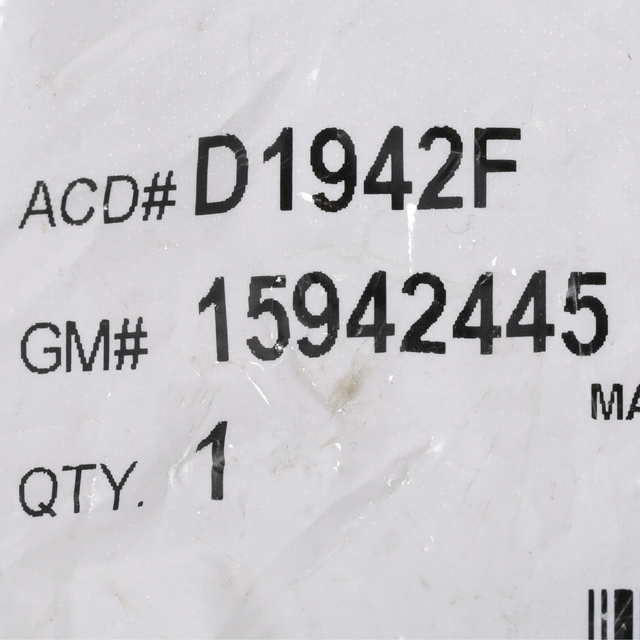 ACD# D1942F
GM# 15942445
MA
QTY. 1